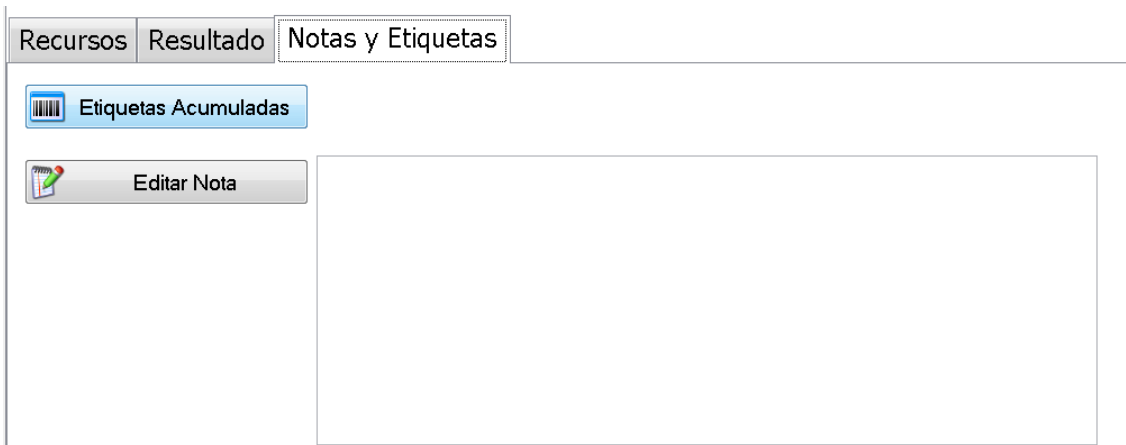 Recursos Resultado Notas y Etiquetas
Etiquetas Acumuladas
Editar Nota